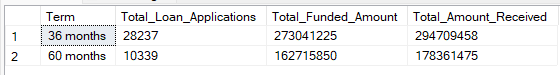 Term Total_Loan_Applications Total_Funded_Amount Total_Amount_Received
1 36 months 28237 273041225 294709458
2 60 months 10339 162715850 178361475